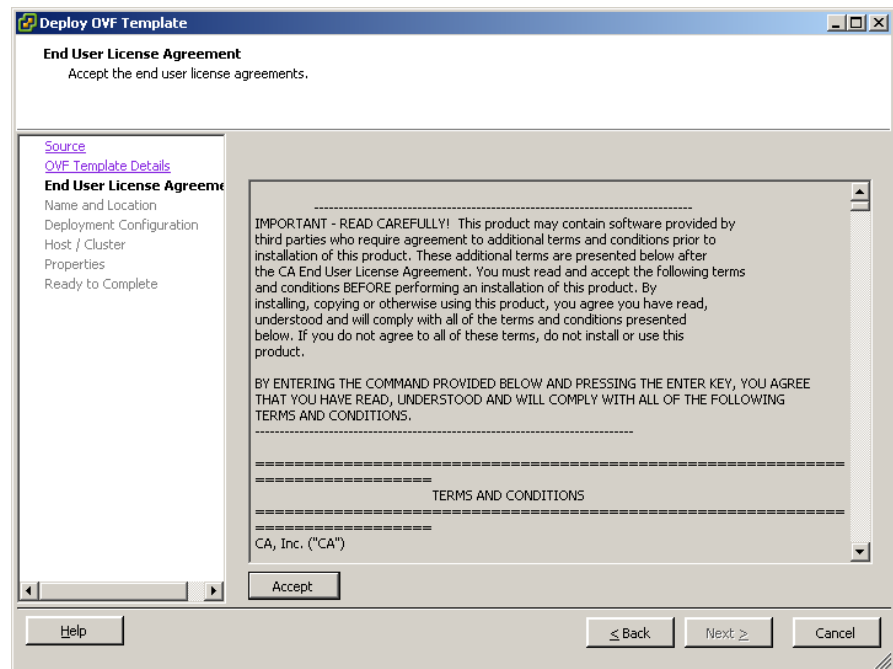 Deploy OVF Template
End User License Agreement
Accept the end user license agreements.
Source
OVF Template Details
End User License Agreeme
Name and Location
Deployment Configuration
Host / Cluster
Properties
Ready to Complete
--------------------------------------------------------------------------------
IMPORTANT - READ CAREFULLY!  This product may contain software provided by
third parties who require agreement to additional terms and conditions prior to
installation of this product. These additional terms are presented below after
the CA End User License Agreement. You must read and accept the following terms
and conditions BEFORE performing an installation of this product. By
installing, copying or otherwise using this product, you agree you have read,
understood and will comply with all of the terms and conditions presented
below. If you do not agree to all of these terms, do not install or use this
product.
BY ENTERING THE COMMAND PROVIDED BELOW AND PRESSING THE ENTER KEY, YOU AGREE
THAT YOU HAVE READ, UNDERSTOOD AND WILL COMPLY WITH ALL OF THE FOLLOWING
TERMS AND CONDITIONS.
--------------------------------------------------------------------------------
=============================================================
==================
TERMS AND CONDITIONS
=============================================================
==================
CA, Inc. ("CA")
Accept
Help
≤ Back
Next ≥
Cancel